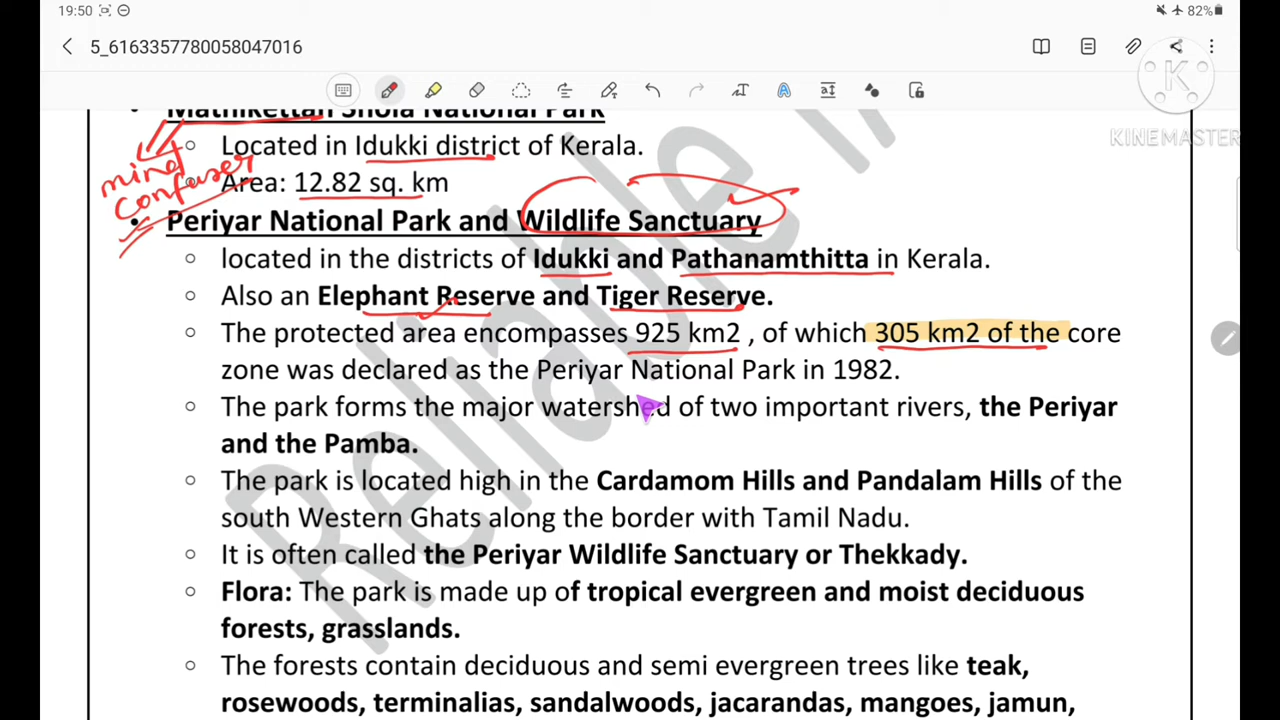 19:50 82%
5_6163357780058047016
K
KINEMASTER
• Mathikettan Shola National Park
○ Located in Idukki district of Kerala.
mind
confuser
○ Area: 12.82 sq. km
• Periyar National Park and Wildlife Sanctuary
○ located in the districts of Idukki and Pathanamthitta in Kerala.
○ Also an Elephant Reserve and Tiger Reserve.
○ The protected area encompasses 925 km2 , of which 305 km2 of the core
zone was declared as the Periyar National Park in 1982.
○ The park forms the major watershed of two important rivers, the Periyar
and the Pamba.
○ The park is located high in the Cardamom Hills and Pandalam Hills of the
south Western Ghats along the border with Tamil Nadu.
○ It is often called the Periyar Wildlife Sanctuary or Thekkady.
○ Flora: The park is made up of tropical evergreen and moist deciduous
forests, grasslands.
○ The forests contain deciduous and semi evergreen trees like teak,
rosewoods, terminalias, sandalwoods, jacarandas, mangoes, jamun,
Reliable